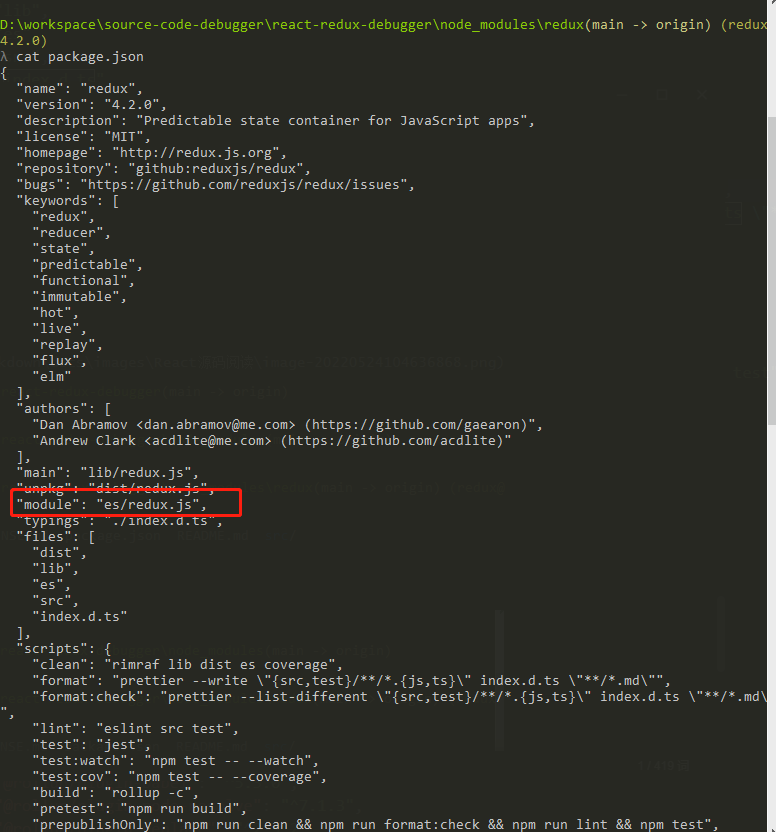 D:\workspace\source-code-debugger\react-redux-debugger\node_modules\redux(main -> origin) (redux
4.2.0)
λ cat package.json
{
  "name": "redux",
  "version": "4.2.0",
  "description": "Predictable state container for JavaScript apps",
  "license": "MIT",
  "homepage": "http://redux.js.org",
  "repository": "github:reduxjs/redux",
  "bugs": "https://github.com/reduxjs/redux/issues",
  "keywords": [
    "redux",
    "reducer",
    "state",
    "predictable",
    "functional",
    "immutable",
    "hot",
    "live",
    "replay",
    "flux",
    "elm"
  ],
  "authors": [
    "Dan Abramov <dan.abramov@me.com> (https://github.com/gaearon)",
    "Andrew Clark <acdlite@me.com> (https://github.com/acdlite)"
  ],
  "main": "lib/redux.js",
  "unpkg": "dist/redux.js",
  "module": "es/redux.js",
  "typings": "./index.d.ts",
  "files": [
    "dist",
    "lib",
    "es",
    "src",
    "index.d.ts"
  ],
  "scripts": {
    "clean": "rimraf lib dist es coverage",
    "format": "prettier --write \"{src,test}/**/*.{js,ts}\" index.d.ts \"**/*.md\"",
    "format:check": "prettier --list-different \"{src,test}/**/*.{js,ts}\" index.d.ts \"**/*.md\
",
    "lint": "eslint src test",
    "test": "jest",
    "test:watch": "npm test -- --watch",
    "test:cov": "npm test -- --coverage",
    "build": "rollup -c",
    "pretest": "npm run build",
    "prepublishOnly": "npm run clean && npm run format:check && npm run lint && npm test",